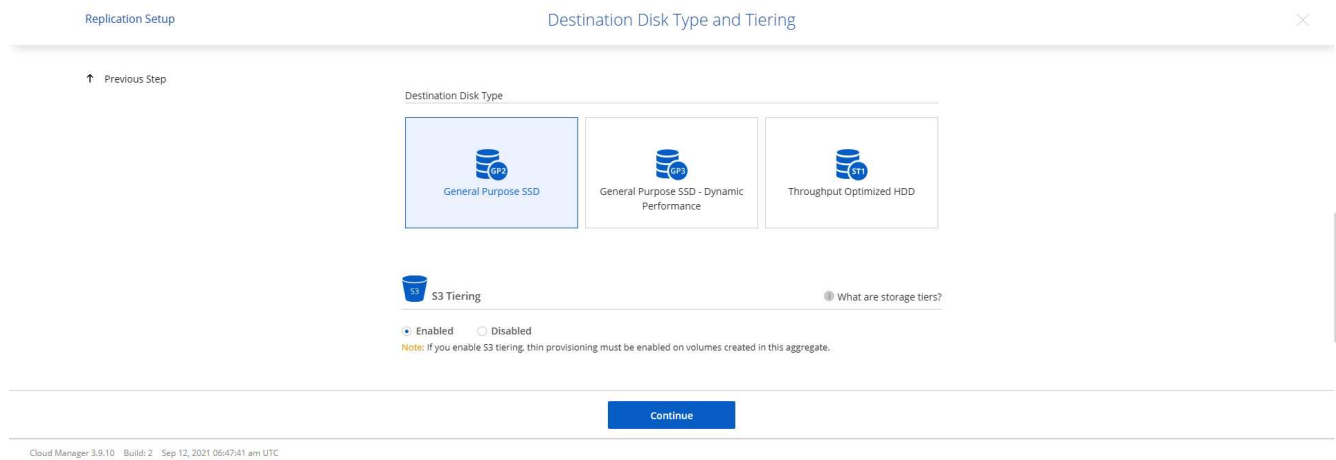 Replication Setup
Destination Disk Type and Tiering
↑ Previous Step
Destination Disk Type
GP2
General Purpose SSD
GP3
General Purpose SSD - Dynamic
Performance
ST1
Throughput Optimized HDD
S3
S3 Tiering
What are storage tiers?
Enabled
Disabled
Note: If you enable S3 tiering, thin provisioning must be enabled on volumes created in this aggregate.
Continue
Cloud Manager 3.9.10 Build: 2 Sep 12, 2021 06:47:41 am UTC